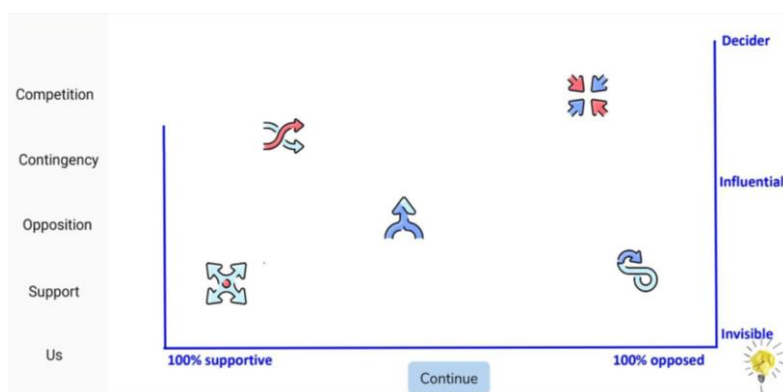 Competition
Contingency
Opposition
Support
Us
Decider
Influential
Invisible
100% supportive
100% opposed
Continue